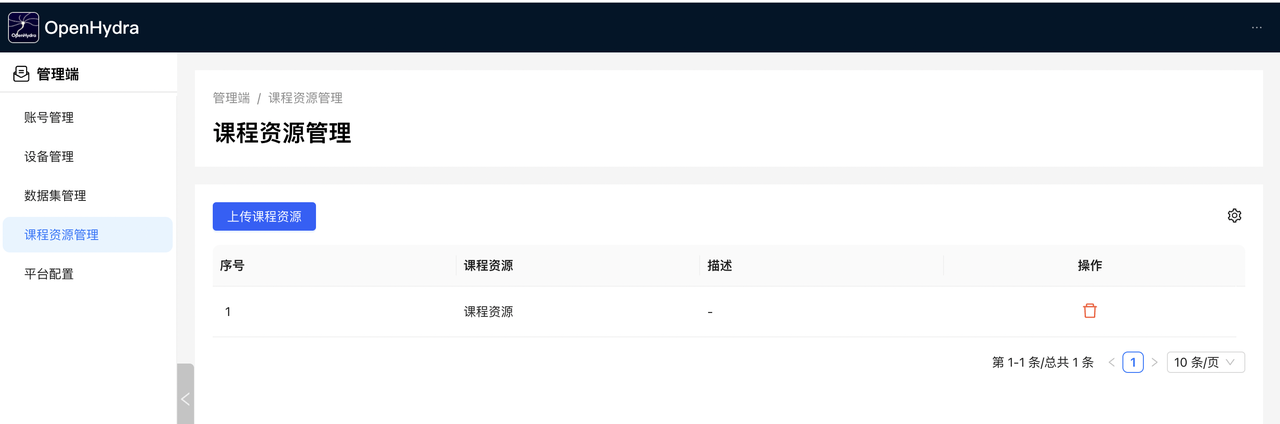 OpenHydra
OpenHydra
...
管理端
账号管理
设备管理
数据集管理
课程资源管理
平台配置
管理端 / 课程资源管理
课程资源管理
上传课程资源
序号 课程资源 描述 操作
1 课程资源 -
第 1-1 条/总共 1 条 < 1 > 10 条/页